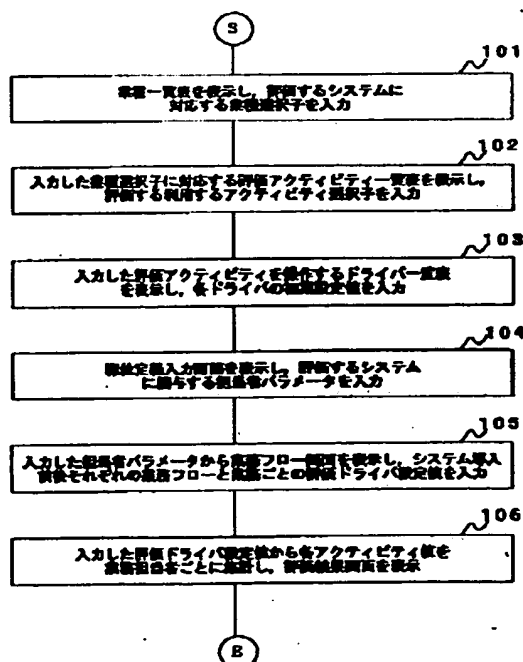 S
101
業種一覧表を表示し，評価するシステムに
対応する業種選択子を入力
102
入力した業種選択子に対応する評価アクティビティ一覧表を表示し，
評価する利用するアクティビティ選択子を入力
103
入力した評価アクティビティを操作するドライバ一覧表
を表示し，各ドライバの初期設定値を入力
104
入力画面を表示し，評価するシステム
に関与する担当者パラメータを入力
105
入力した担当者パラメータから業務フロー画面を表示し，システム導入
前後それぞれの業務フローと業務ごとの評価ドライバ設定値を入力
106
入力した評価ドライバ設定値から各アクティビティ値を
業務担当者ごとに集計し，評価結果画面を表示
E